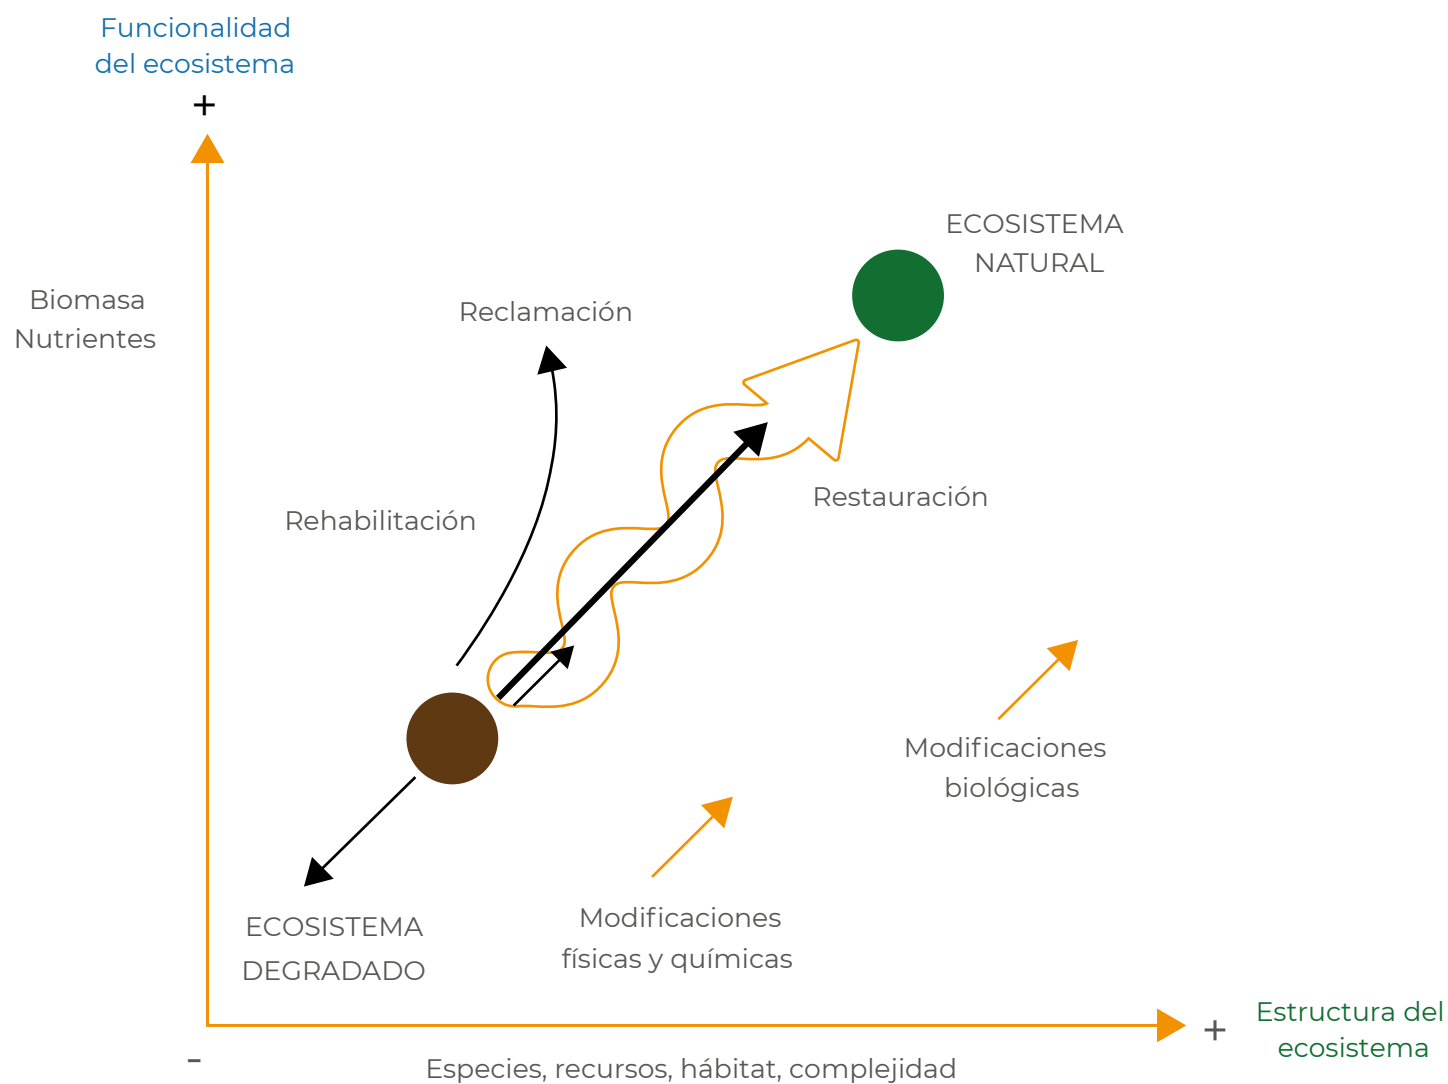 Funcionalidad
del ecosistema
+
ECOSISTEMA
NATURAL
Biomasa
Nutrientes
Reclamación
Restauración
Rehabilitación
Modificaciones
biológicas
Modificaciones
físicas y químicas
ECOSISTEMA
DEGRADADO
Estructura del
ecosistema
+
-
Especies, recursos, hábitat, complejidad